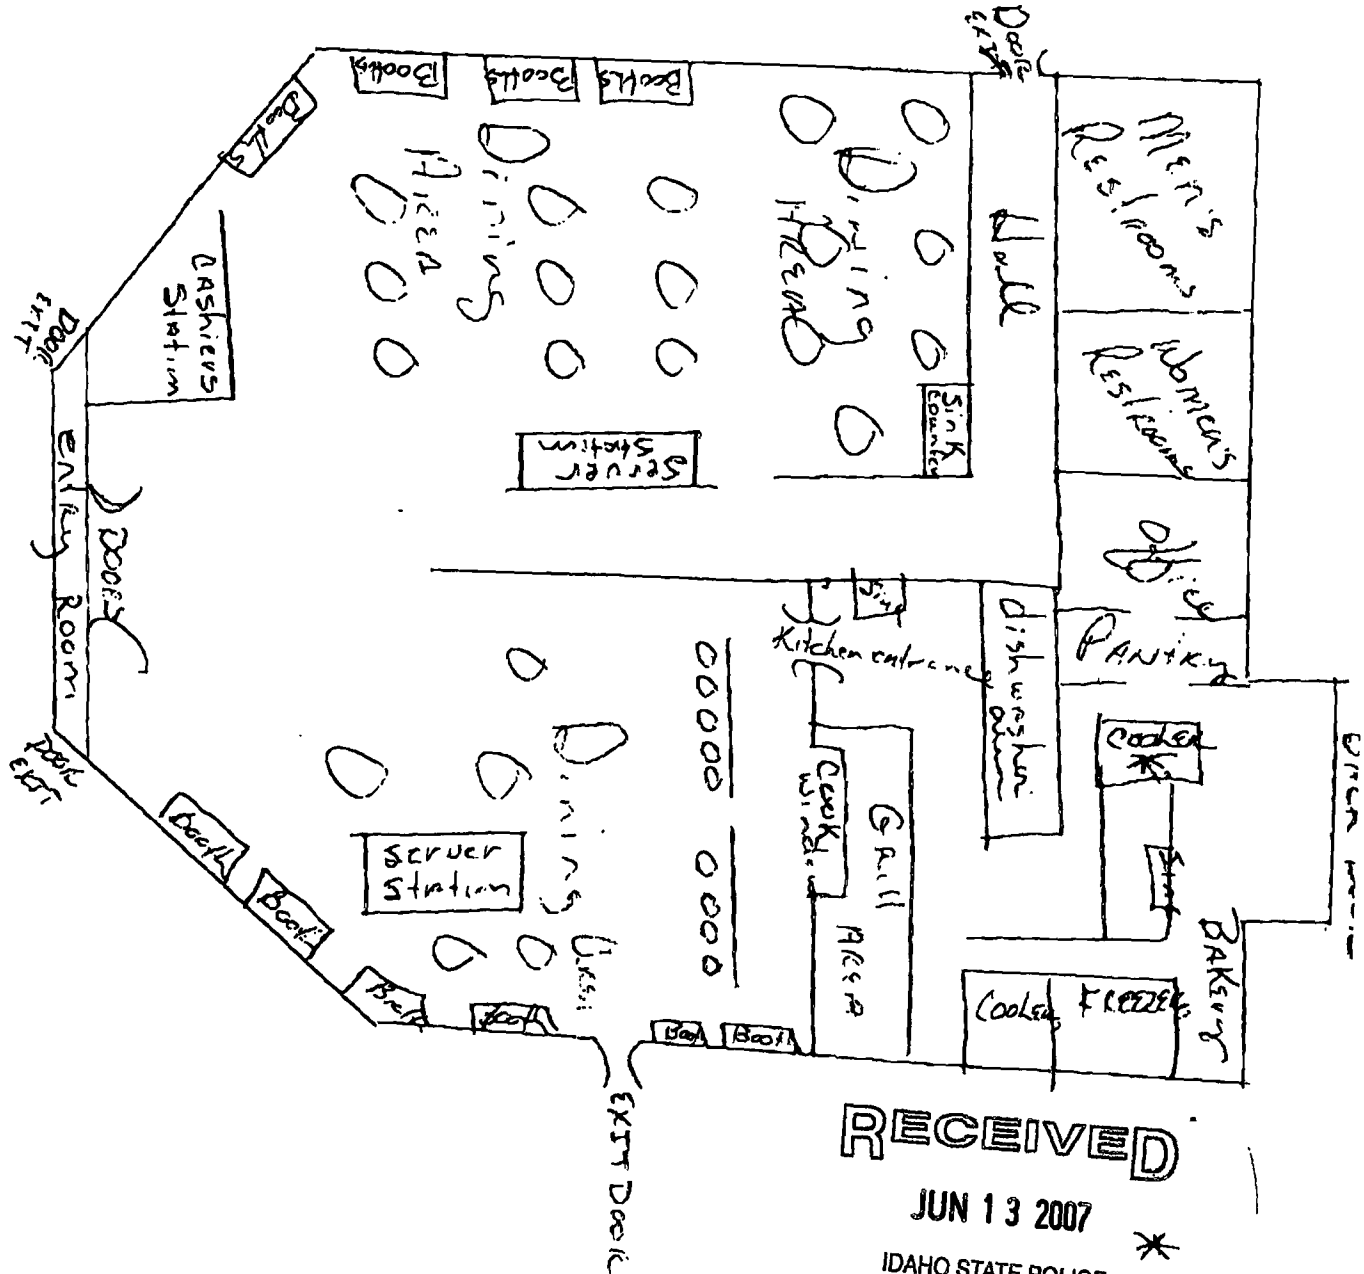 Door
EXIT
Booths
Booths
Booths
Booths
Men's
Restrooms
Dining
AREA
Dining
AREA
Hall
Cashiers
Station
Women's
Restrooms
DOOR
EXIT
Sink
Counter
Server
Station
Entry Room
Doors
Office
Sink
Kitchen entrance
dishwasher
PANTRY
COOLER
*
Cook
Window
GRILL
AREA
Sink
DOOR
EXIT
Booth
Booth
Server
Station
Dining
Area
BAKERY
Booth
Booth
Booth
Booth
COOLER
FREEZER
EXIT DOOR
RECEIVED
JUN 13 2007
*
IDAHO STATE POLICE